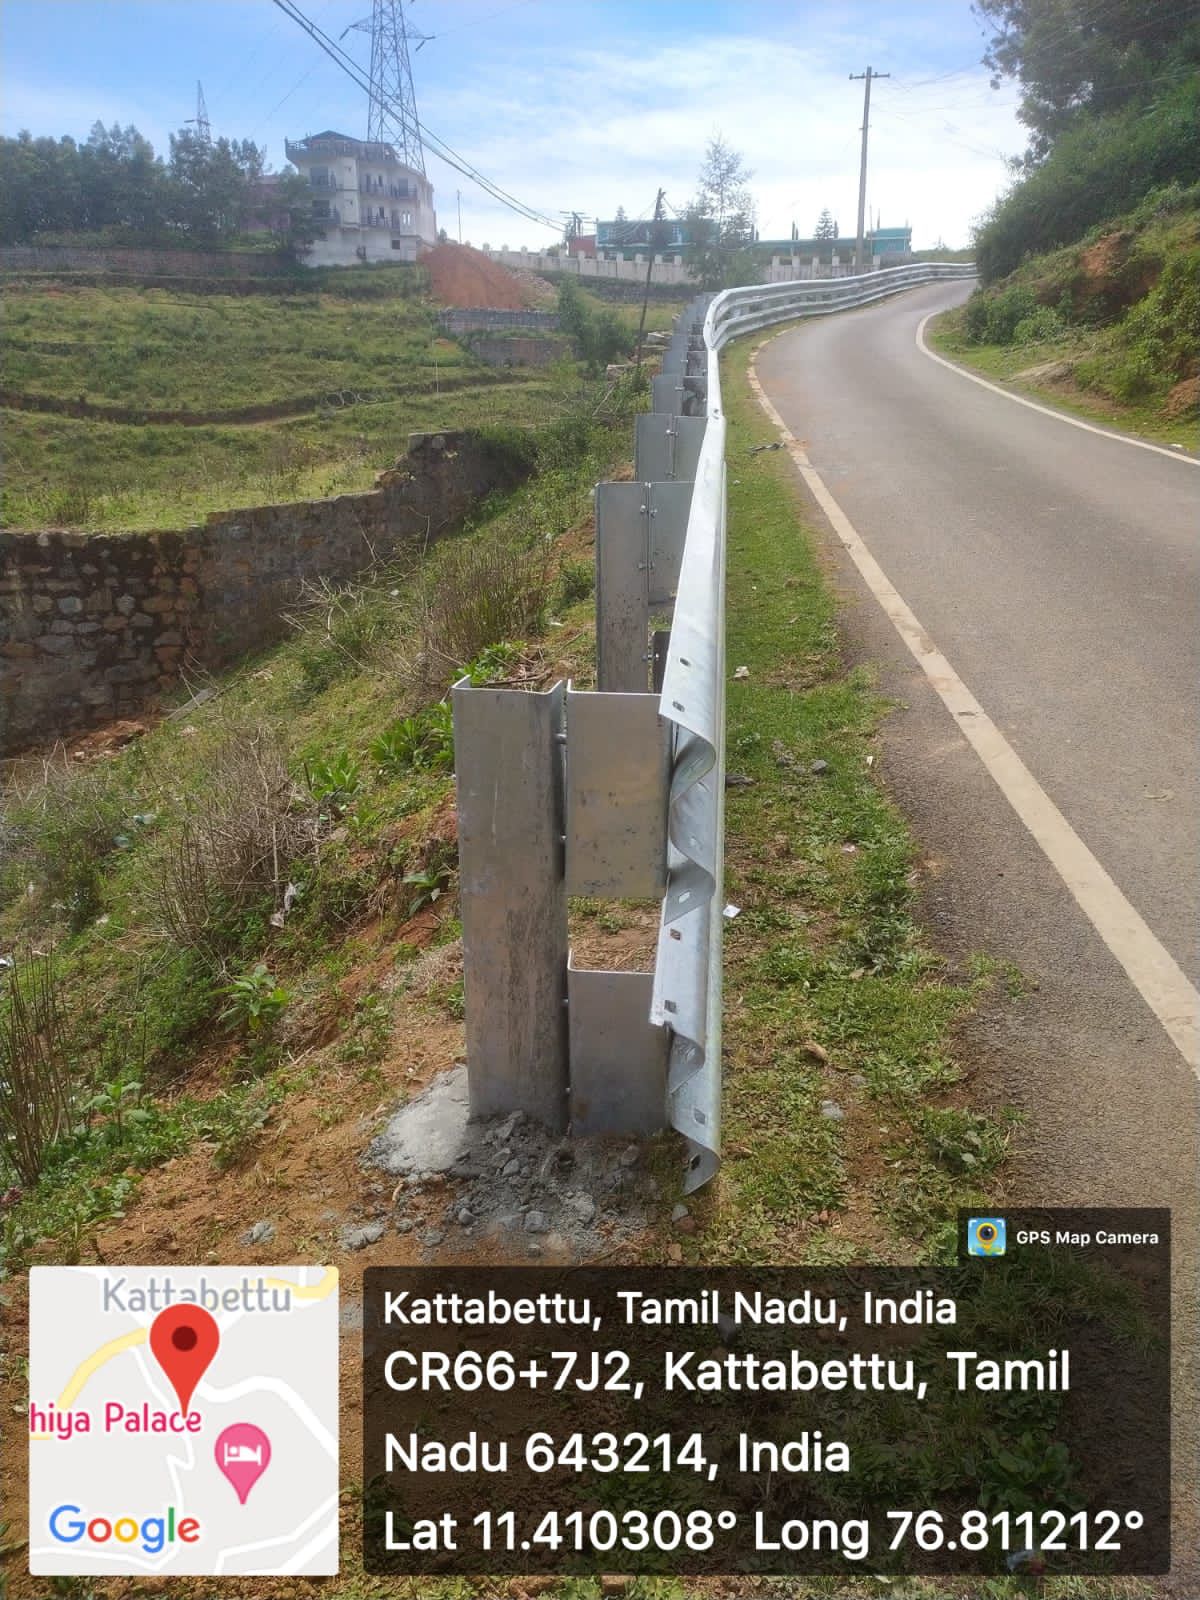 GPS Map Camera
Kattabettu
hiya Palace
Google
Kattabettu, Tamil Nadu, India
CR66+7J2, Kattabettu, Tamil
Nadu 643214, India
Lat 11.410308° Long 76.811212°